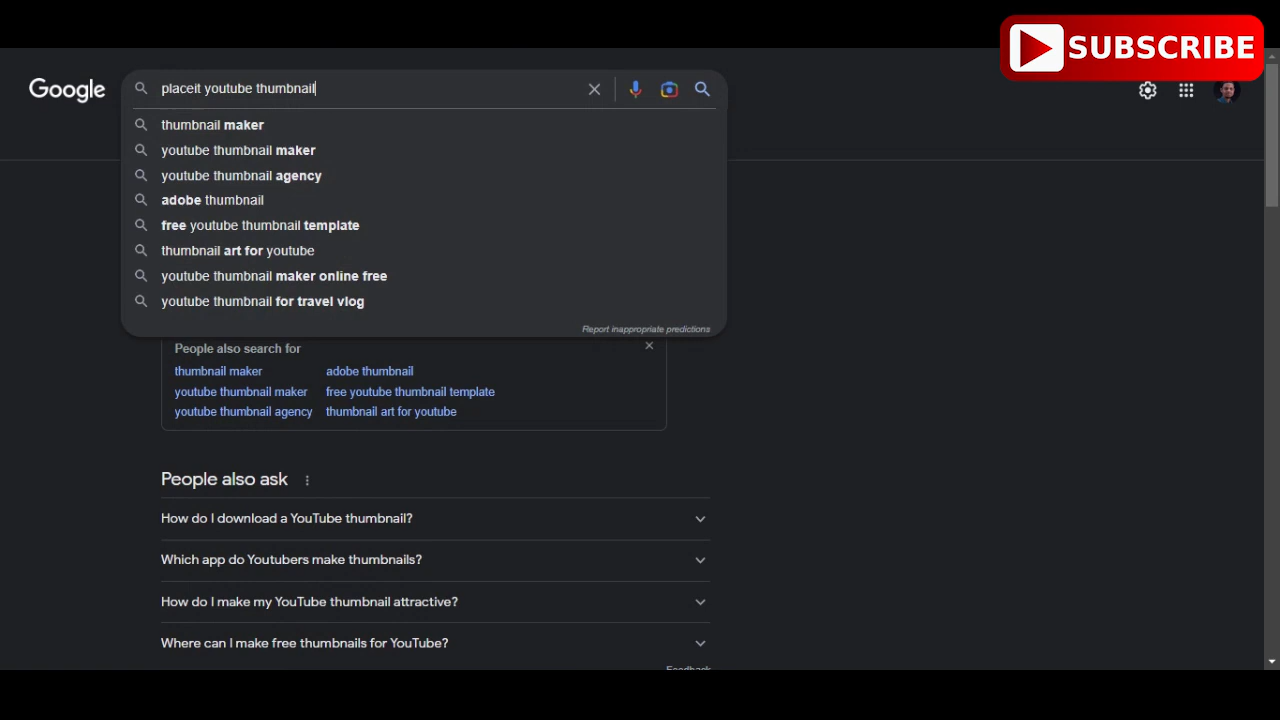 SUBSCRIBE
Google
placeit youtube thumbnail
thumbnail maker
youtube thumbnail maker
youtube thumbnail agency
adobe thumbnail
free youtube thumbnail template
thumbnail art for youtube
youtube thumbnail maker online free
youtube thumbnail for travel vlog
Report inappropriate predictions
People also search for
thumbnail maker adobe thumbnail
youtube thumbnail maker free youtube thumbnail template
youtube thumbnail agency thumbnail art for youtube
People also ask
How do I download a YouTube thumbnail?
Which app do Youtubers make thumbnails?
How do I make my YouTube thumbnail attractive?
Where can I make free thumbnails for YouTube?
Feedback